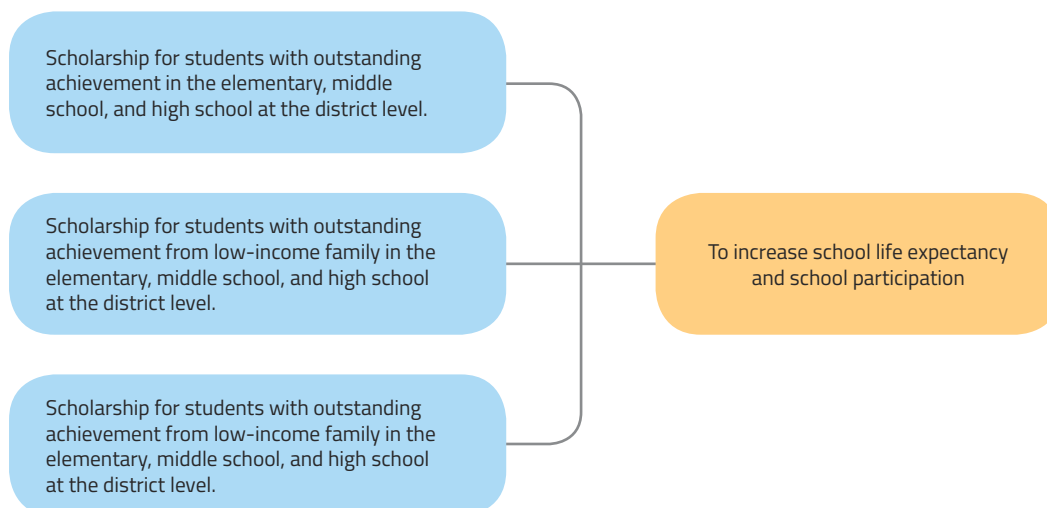 Scholarship for students with outstanding
achievement in the elementary, middle
school, and high school at the district level.
Scholarship for students with outstanding
achievement from low-income family in the
elementary, middle school, and high school
at the district level.
To increase school life expectancy
and school participation
Scholarship for students with outstanding
achievement from low-income family in the
elementary, middle school, and high school
at the district level.